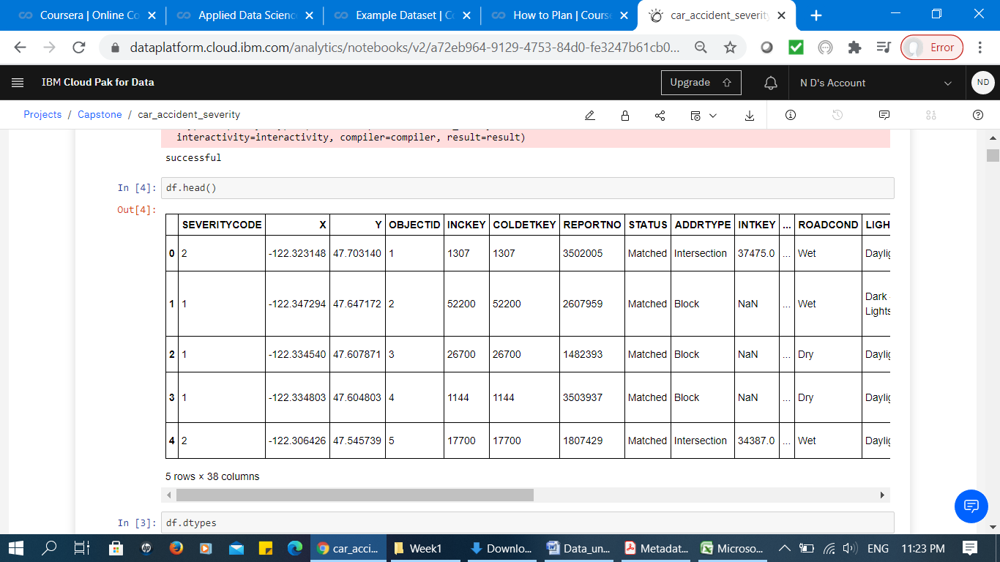 Coursera | Online Co
Applied Data Scienc
Example Dataset | Co
How to Plan | Course
car_accident_severity
dataplatform.cloud.ibm.com/analytics/notebooks/v2/a72eb964-9129-4753-84d0-fe3247b61cb0...
Error
IBM Cloud Pak for Data
Upgrade
N D's Account
ND
Projects / Capstone / car_accident_severity
interactivity=interactivity, compiler=compiler, result=result)
successful
In [4]: df.head()
Out[4]:
SEVERITYCODE X Y OBJECTID INCKEY COLDETKEY REPORTNO STATUS ADDRTYPE INTKEY ... ROADCOND LIGH
0 2 -122.323148 47.703140 1 1307 1307 3502005 Matched Intersection 37475.0 ... Wet Daylig
1 1 -122.347294 47.647172 2 52200 52200 2607959 Matched Block NaN ... Wet Dark Lights
2 1 -122.334540 47.607871 3 26700 26700 1482393 Matched Block NaN ... Dry Daylig
3 1 -122.334803 47.604803 4 1144 1144 3503937 Matched Block NaN ... Dry Daylig
4 2 -122.306426 47.545739 5 17700 17700 1807429 Matched Intersection 34387.0 ... Wet Daylig
5 rows × 38 columns
In [3]: df.dtypes
car_acci...
Week1
Downlo...
Data_un...
Metadat...
Microso...
ENG
11:23 PM